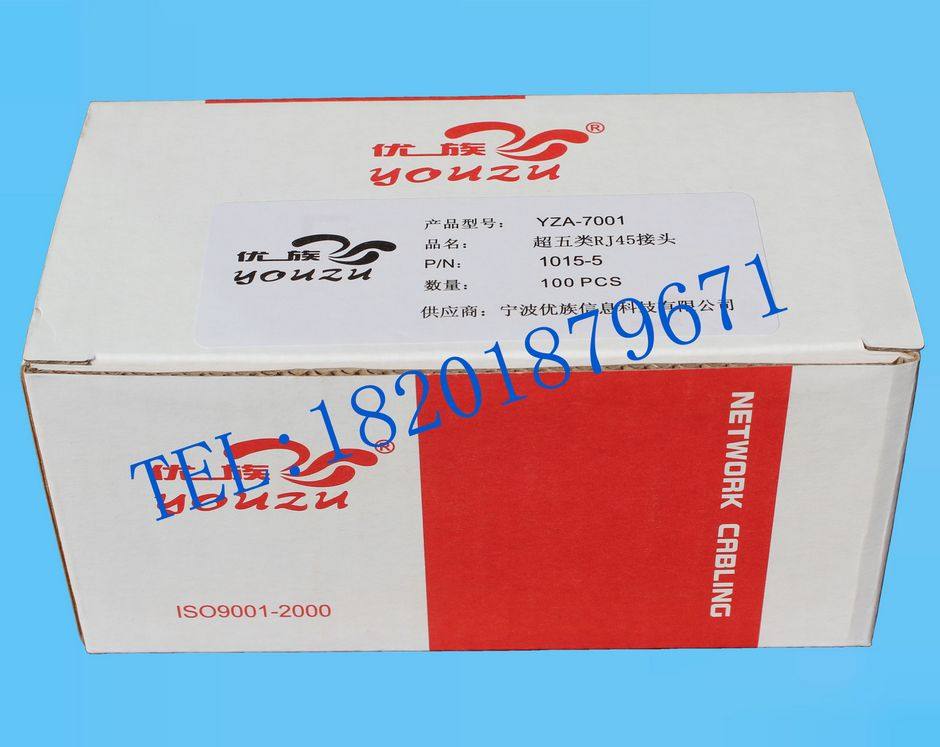 优族®
youzu
优族
youzu
产品型号: YZA-7001
品名: 超五类RJ45接头
P/N: 1015-5
数量: 100 PCS
供应商: 宁波优族信息科技有限公司
TEL:18201879671
优族®
youzu
ISO9001-2000
NETWORK CABLING